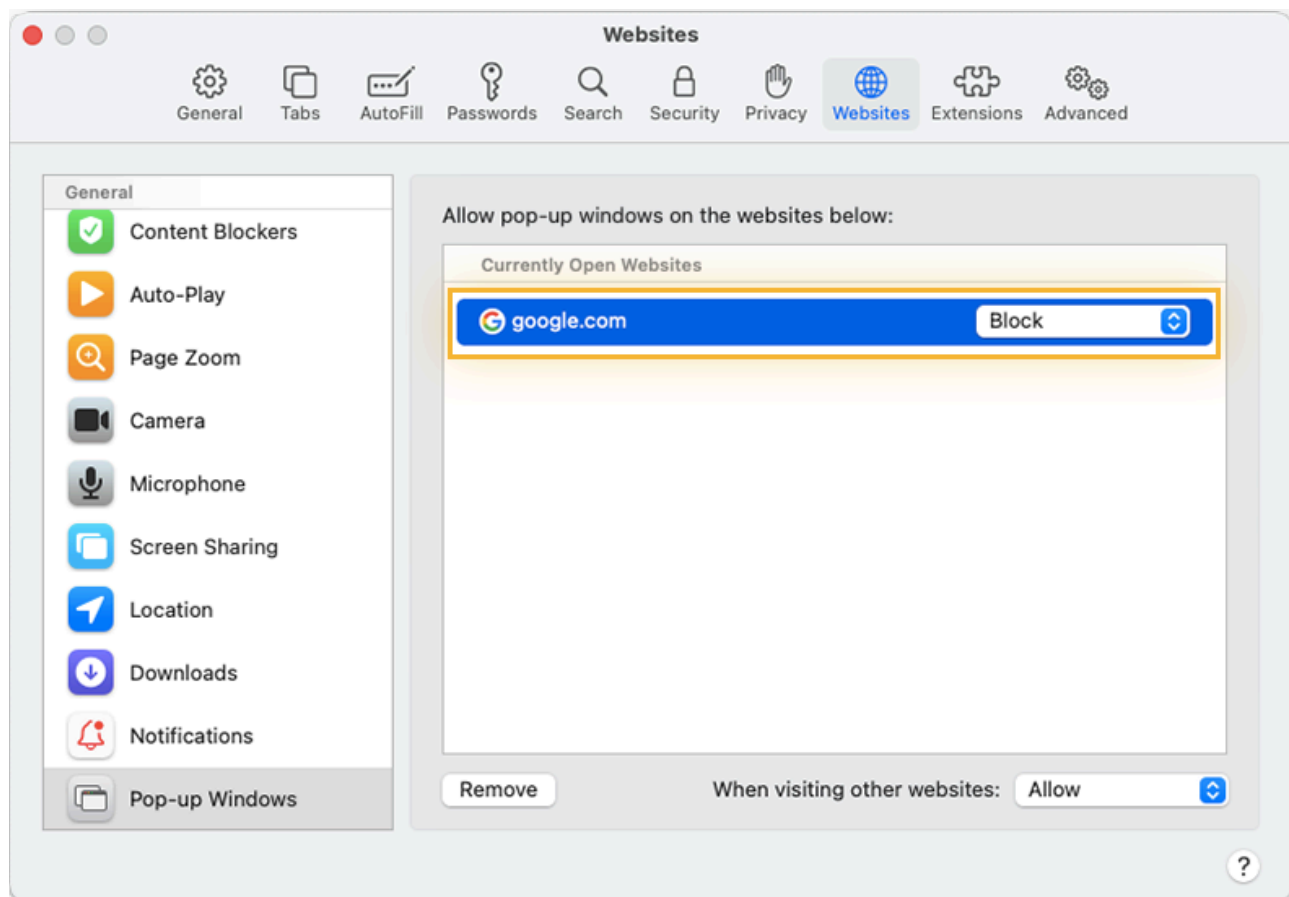 Websites
General
Tabs
AutoFill
Passwords
Search
Security
Privacy
Websites
Extensions
Advanced
General
Content Blockers
Auto-Play
Page Zoom
Camera
Microphone
Screen Sharing
Location
Downloads
Notifications
Pop-up Windows
Allow pop-up windows on the websites below:
Currently Open Websites
google.com Block
Remove When visiting other websites: Allow
?